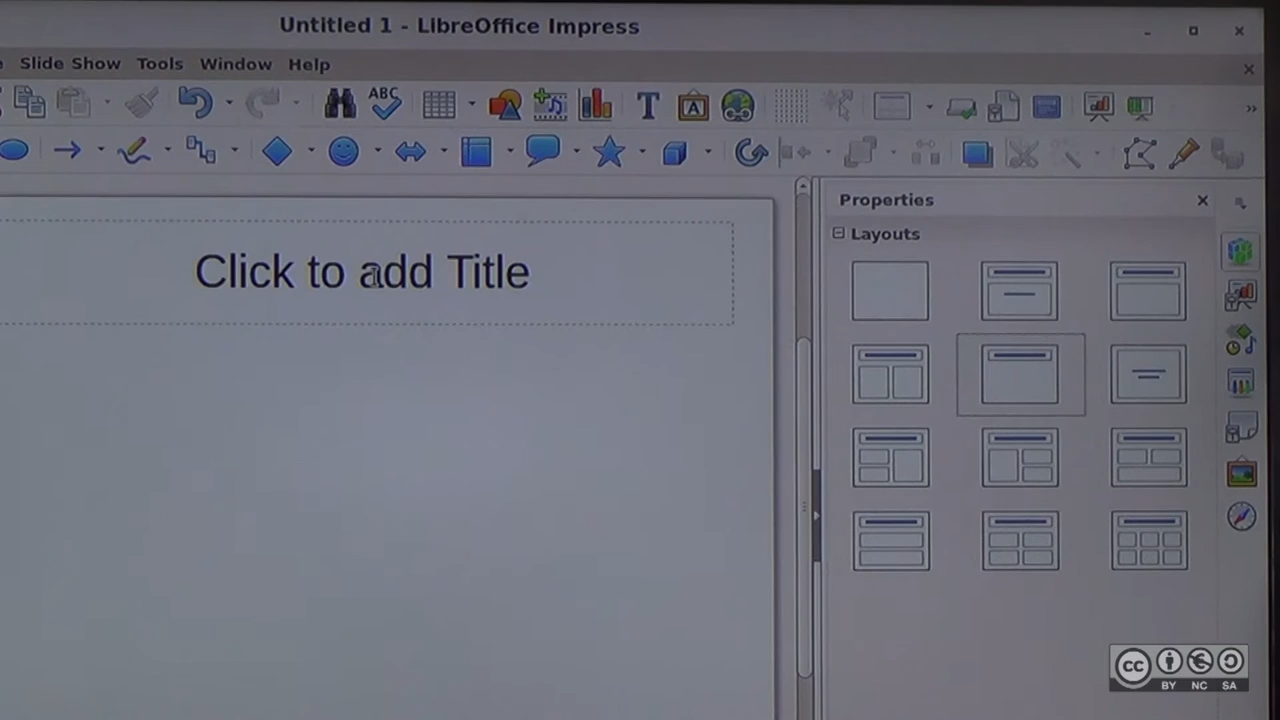 Untitled 1 - LibreOffice Impress
Slide Show Tools Window Help
ABC
T
A
Properties
Layouts
Click to add Title
cc
BY NC SA